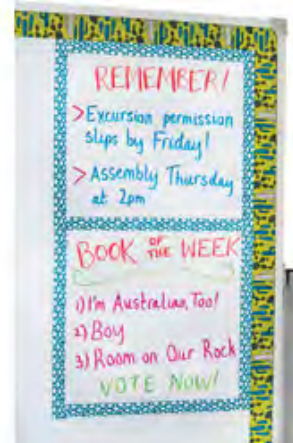 REMEMBER!
> Excursion permission
slips by Friday!
> Assembly Thursday
at 2pm
BOOK OF THE WEEK
1) I'm Australian, Too!
2) Boy
3) Room on Our Rock
VOTE NOW!